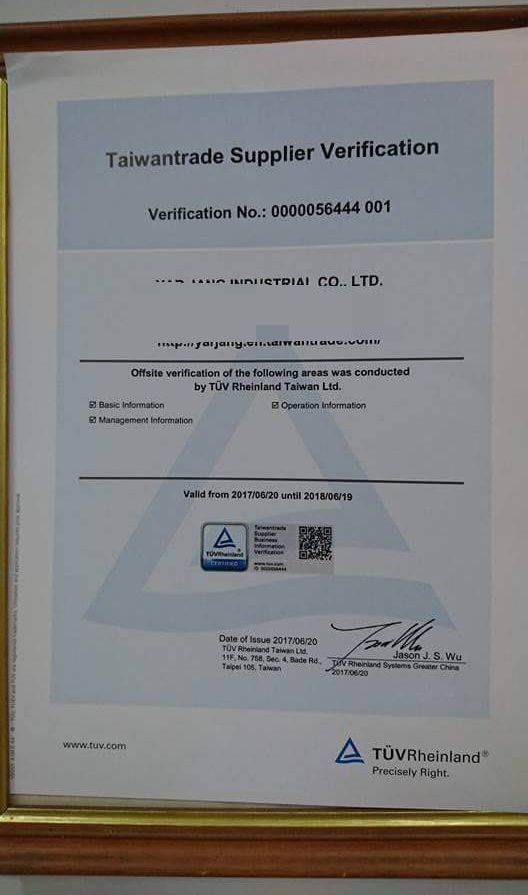 Taiwantrade Supplier Verification
Verification No.: 0000056444 001
INDUSTRIAL CO., LTD.
Offsite verification of the following areas was conducted
by TÜV Rheinland Taiwan Ltd.
☑ Basic Information ☑ Operation Information
☑ Management Information
Valid from 2017/06/20 until 2018/06/19
TÜVRheinland
CERTIFIED
Taiwantrade
Supplier
Business
Information
Verification
www.tuv.com
Date of Issue 2017/06/20
TÜV Rheinland Taiwan Ltd.
11F, No. 758, Sec. 4, Bade Rd.,
Taipei 105, Taiwan
Jason J. S. Wu
TÜV Rheinland Systems Greater China
2017/06/20
www.tuv.com
TÜVRheinland®
Precisely Right.